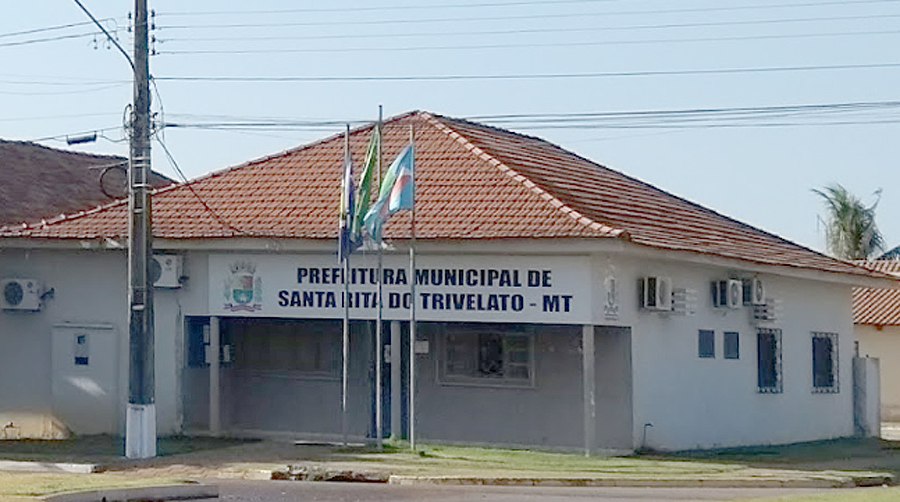 PREFEITURA MUNICIPAL DE
SANTA RITA DO TRIVELATO - MT